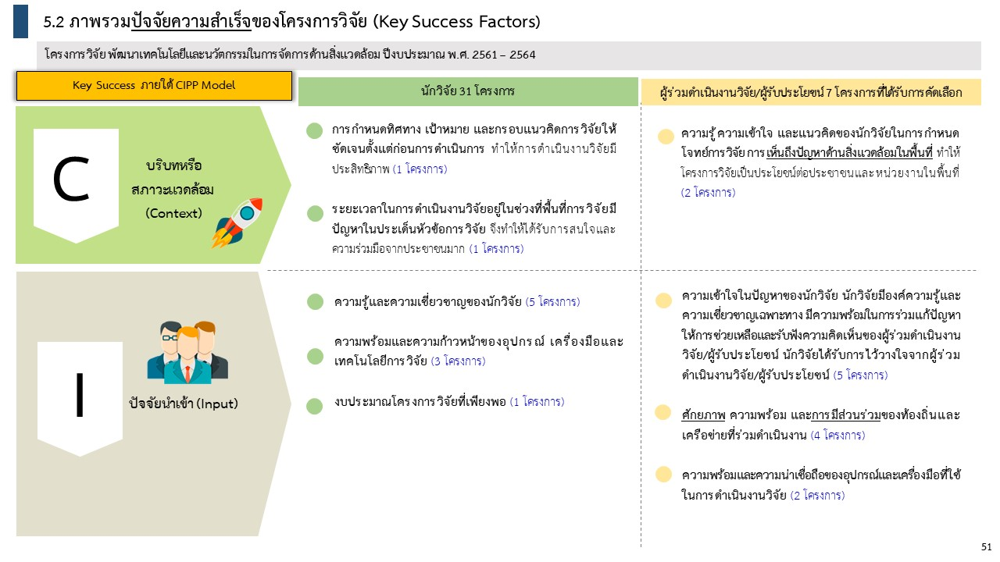 5.2 ภาพรวมปัจจัยความสำเร็จของโครงการวิจัย (Key Success Factors)
โครงการวิจัย พัฒนาเทคโนโลยีและนวัตกรรมในการจัดการด้านสิ่งแวดล้อม ปีงบประมาณ พ.ศ. 2561 – 2564
Key Success ภายใต้ CIPP Model
นักวิจัย 31 โครงการ
ผู้ร่วมดำเนินงานวิจัย/ผู้รับประโยชน์ 7 โครงการที่ได้รับการคัดเลือก
C
บริบทหรือ
สภาวะแวดล้อม
(Context)
การกำหนดทิศทาง เป้าหมาย และกรอบแนวคิดการวิจัยให้
ชัดเจนตั้งแต่ก่อนการดำเนินการ ทำให้การดำเนินงานวิจัยมี
ประสิทธิภาพ (1 โครงการ)
ระยะเวลาในการดำเนินงานวิจัยอยู่ในช่วงที่พื้นที่การวิจัยมี
ปัญหาในประเด็นหัวข้อการวิจัย จึงทำให้ได้รับการสนใจและ
ความร่วมมือจากประชาชนมาก (1 โครงการ)
ความรู้ ความเข้าใจ และแนวคิดของนักวิจัยในการกำหนด
โจทย์การวิจัย การเห็นถึงปัญหาด้านสิ่งแวดล้อมในพื้นที่ ทำให้
โครงการวิจัยเป็นประโยชน์ต่อประชาชนและหน่วยงานในพื้นที่
(2 โครงการ)
I
ปัจจัยนำเข้า (Input)
ความรู้และความเชี่ยวชาญของนักวิจัย (5 โครงการ)
ความพร้อมและความก้าวหน้าของอุปกรณ์ เครื่องมือและ
เทคโนโลยีการวิจัย (3 โครงการ)
งบประมาณโครงการวิจัยที่เพียงพอ (1 โครงการ)
ความเข้าใจในปัญหาของนักวิจัย นักวิจัยมีองค์ความรู้และ
ความเชี่ยวชาญเฉพาะทาง มีความพร้อมในการร่วมแก้ปัญหา
ให้การช่วยเหลือและรับฟังความคิดเห็นของผู้ร่วมดำเนินงาน
วิจัย/ผู้รับประโยชน์ นักวิจัยได้รับการไว้วางใจจากผู้ร่วม
ดำเนินงานวิจัย/ผู้รับประโยชน์ (5 โครงการ)
ศักยภาพ ความพร้อม และการมีส่วนร่วมของท้องถิ่นและ
เครือข่ายที่ร่วมดำเนินงาน (4 โครงการ)
ความพร้อมและความน่าเชื่อถือของอุปกรณ์และเครื่องมือที่ใช้
ในการดำเนินงานวิจัย (2 โครงการ)
51